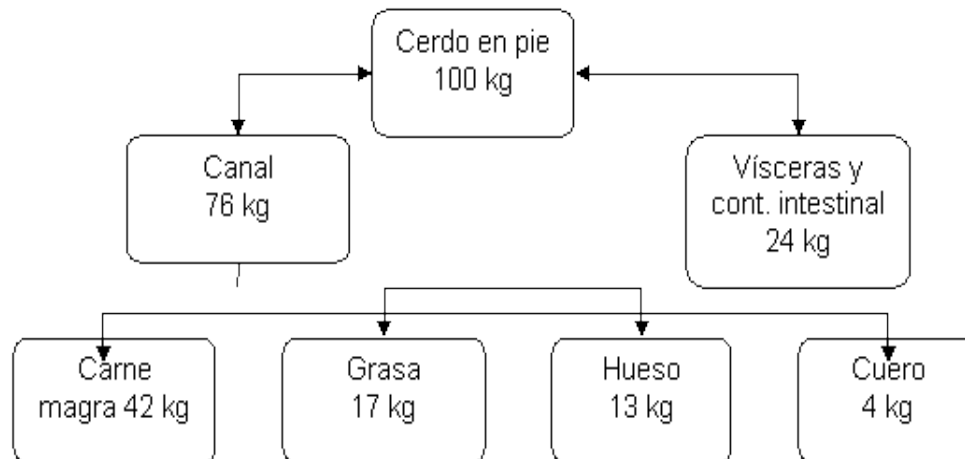 Cerdo en pie
100 kg
Canal
76 kg
Vísceras y
cont. intestinal
24 kg
Carne
magra 42 kg
Grasa
17 kg
Hueso
13 kg
Cuero
4 kg